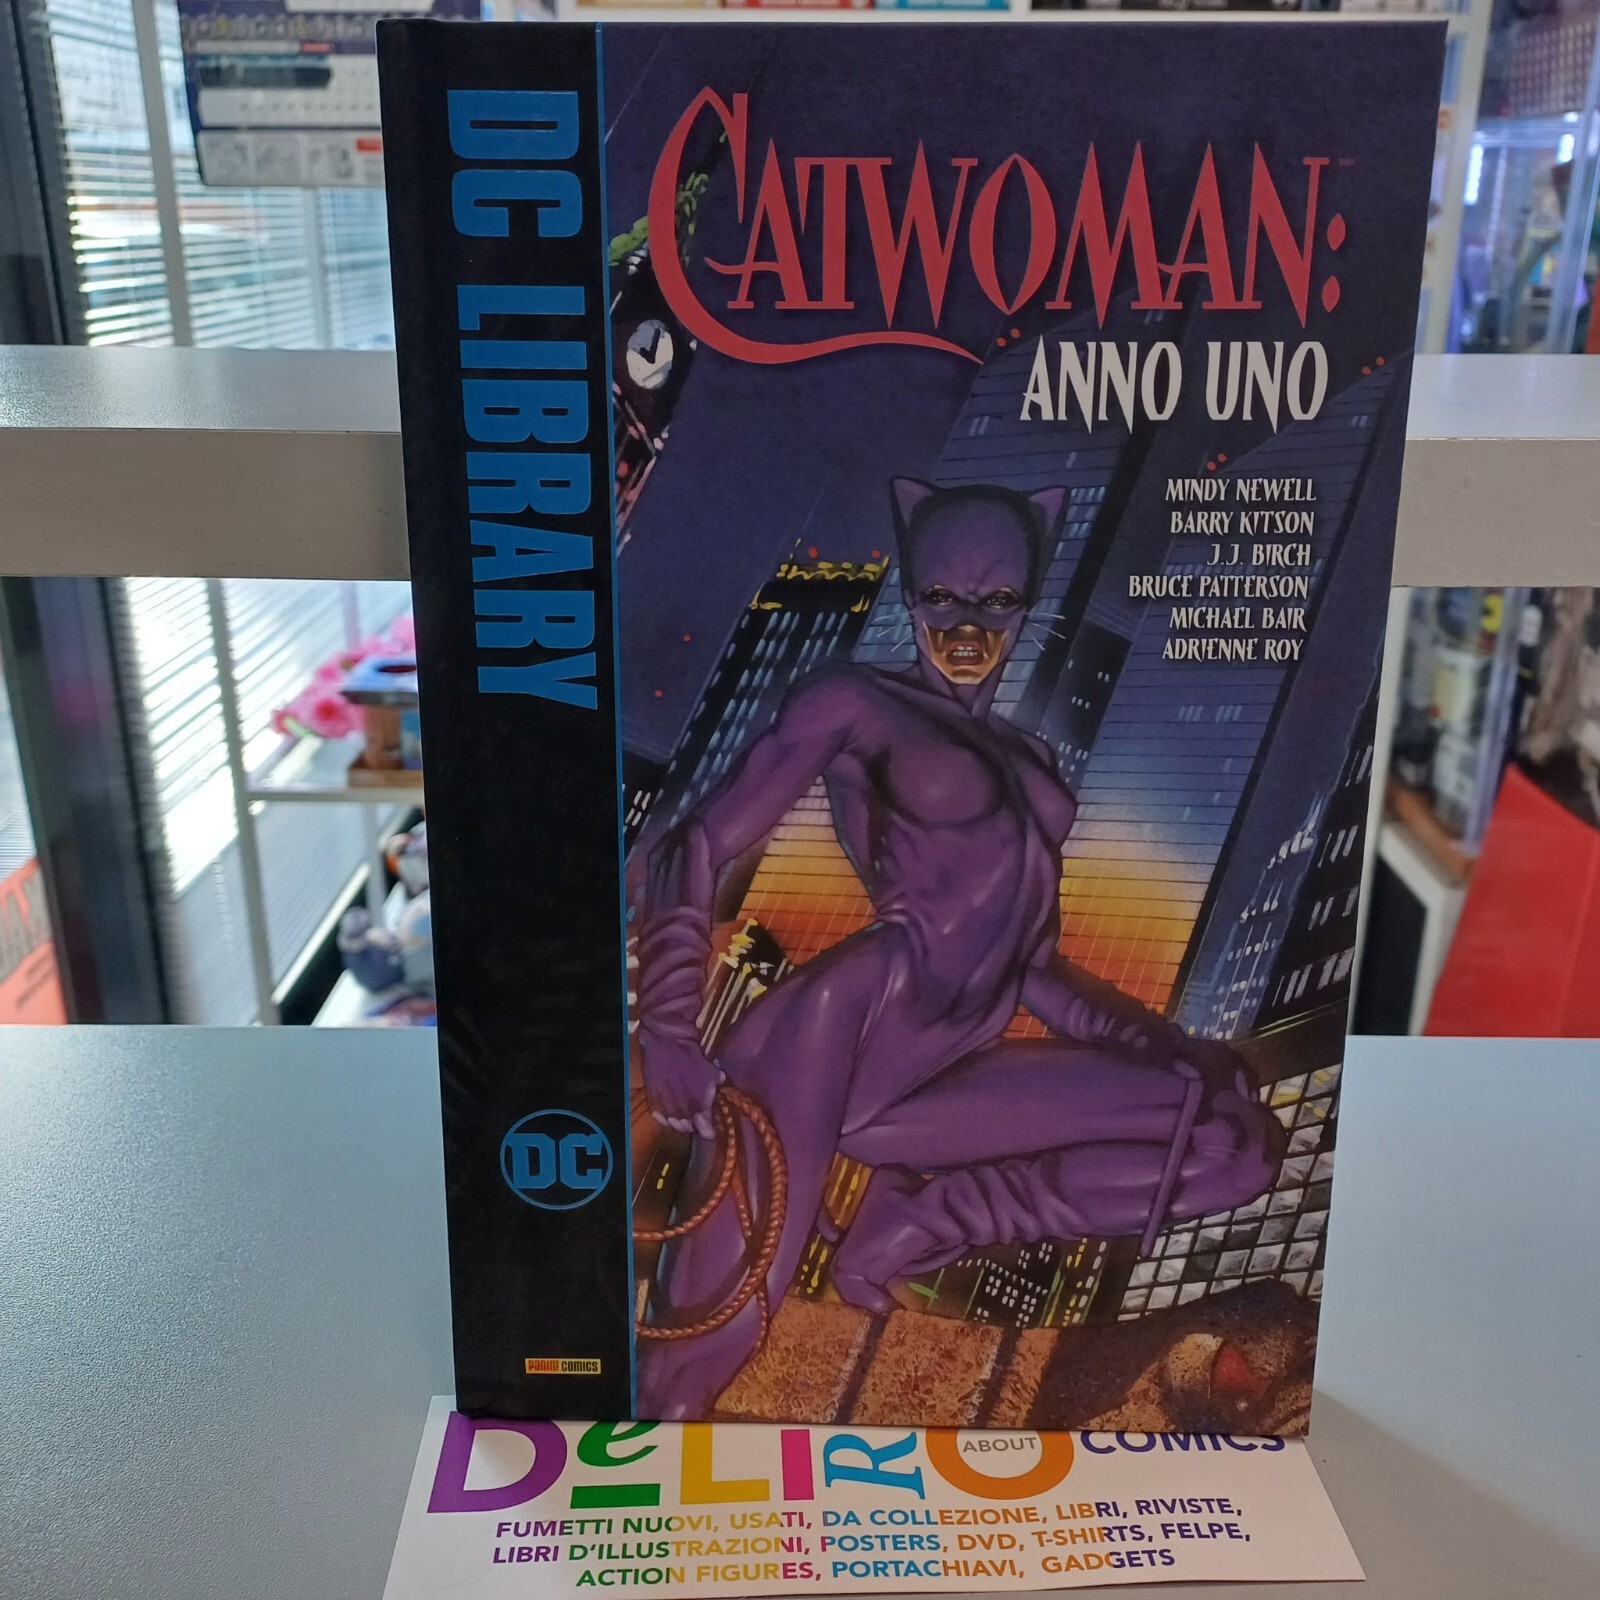 DC LIBRARY
CATWOMAN:
ANNO UNO
MINDY NEWELL
BARRY KITSON
J.J. BIRCH
BRUCE PATTERSON
MICHAEL BAIR
ADRIENNE ROY
DC
PANINI COMICS
DeLiRO ABOUT COMICS
FUMETTI NUOVI, USATI, DA COLLEZIONE, LIBRI, RIVISTE,
LIBRI D'ILLUSTRAZIONI, POSTERS, DVD, T-SHIRTS, FELPE,
ACTION FIGURES, PORTACHIAVI, GADGETS